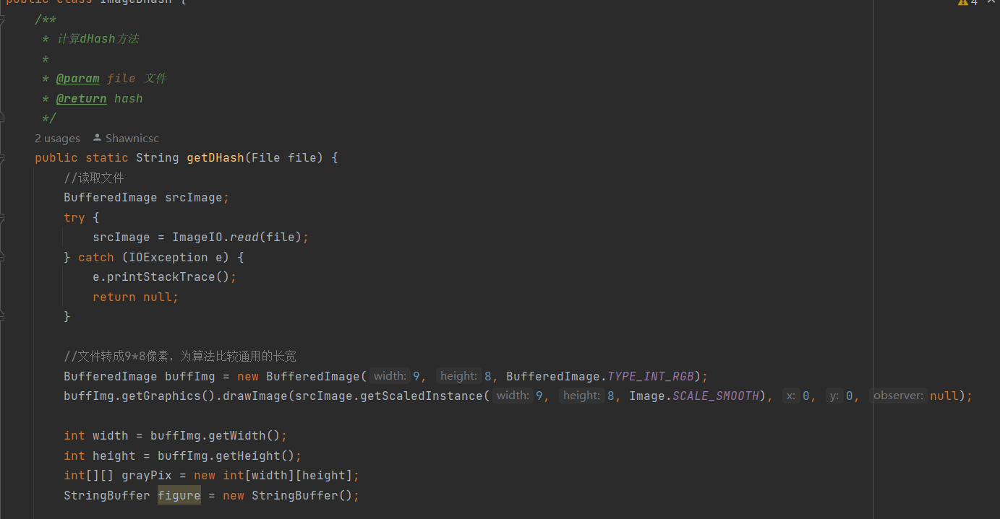 public class ImageDHash {
4
/**
* 计算dHash方法
*
* @param file 文件
* @return hash
*/
2 usages Shawnicsc
public static String getDHash(File file) {
//读取文件
BufferedImage srcImage;
try {
srcImage = ImageIO.read(file);
} catch (IOException e) {
e.printStackTrace();
return null;
}
//文件转成9*8像素，为算法比较通用的长宽
BufferedImage buffImg = new BufferedImage( width: 9, height: 8, BufferedImage.TYPE_INT_RGB);
buffImg.getGraphics().drawImage(srcImage.getScaledInstance( width: 9, height: 8, Image.SCALE_SMOOTH), x: 0, y: 0, observer: null);
int width = buffImg.getWidth();
int height = buffImg.getHeight();
int[][] grayPix = new int[width][height];
StringBuffer figure = new StringBuffer();